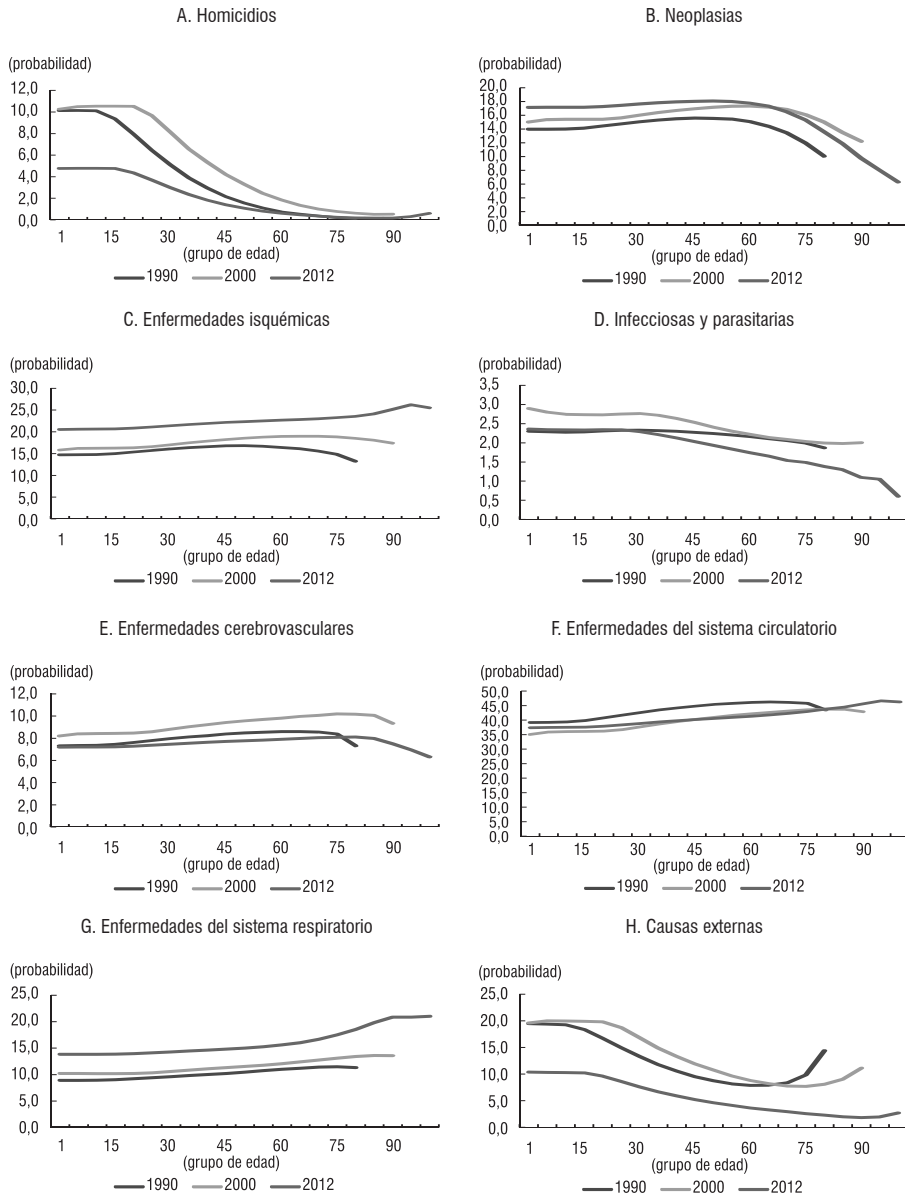 A. Homicidios
(probabilidad)
12,0
10,0
8,0
6,0
4,0
2,0
0,0
1 15 30 45 60 75 90
(grupo de edad)
1990 2000 2012
B. Neoplasias
(probabilidad)
20,0
18,0
16,0
14,0
12,0
10,0
8,0
6,0
4,0
2,0
0,0
1 15 30 45 60 75 90
(grupo de edad)
1990 2000 2012
C. Enfermedades isquémicas
(probabilidad)
30,0
25,0
20,0
15,0
10,0
5,0
0,0
1 15 30 45 60 75 90
(grupo de edad)
1990 2000 2012
D. Infecciosas y parasitarias
(probabilidad)
3,5
3,0
2,5
2,0
1,5
1,0
0,5
0,0
1 15 30 45 60 75 90
(grupo de edad)
1990 2000 2012
E. Enfermedades cerebrovasculares
(probabilidad)
12,0
10,0
8,0
6,0
4,0
2,0
0,0
1 15 30 45 60 75 90
(grupo de edad)
1990 2000 2012
F. Enfermedades del sistema circulatorio
(probabilidad)
50,0
45,0
40,0
35,0
30,0
25,0
20,0
15,0
10,0
5,0
0,0
1 15 30 45 60 75 90
(grupo de edad)
1990 2000 2012
G. Enfermedades del sistema respiratorio
(probabilidad)
25,0
20,0
15,0
10,0
5,0
0,0
1 15 30 45 60 75 90
(grupo de edad)
1990 2000 2012
H. Causas externas
(probabilidad)
25,0
20,0
15,0
10,0
5,0
0,0
1 15 30 45 60 75 90
(grupo de edad)
1990 2000 2012